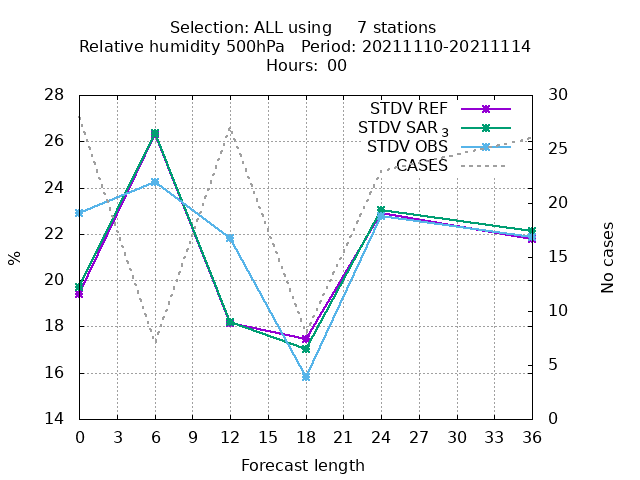 Selection: ALL using     7 stations
Relative humidity 500hPa   Period: 20211110-20211114
Hours:  00
STDV REF
STDV SAR3
STDV OBS
CASES
28
26
24
22
20
18
16
14
%
30
25
20
15
10
5
0
No cases
0 3 6 9 12 15 18 21 24 27 30 33 36
Forecast length